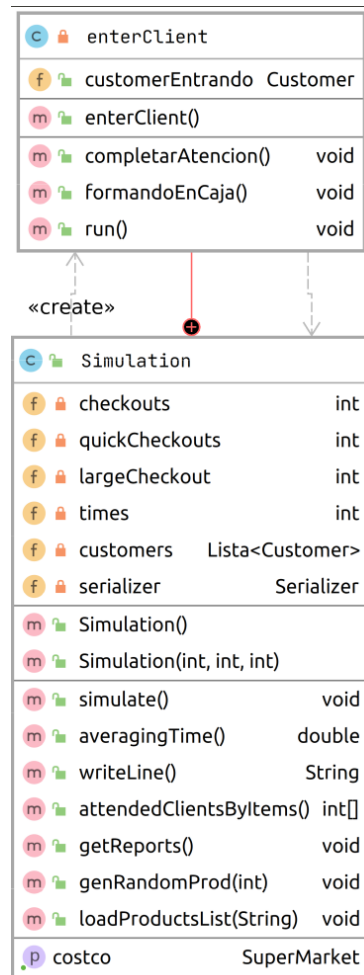 c enterClient
f customerEntrando Customer
m enterClient()
m completarAtencion() void
m formandoEnCaja() void
m run() void
«create»
c Simulation
f checkouts int
f quickCheckouts int
f largeCheckout int
f times int
f customers Lista<Customer>
f serializer Serializer
m Simulation()
m Simulation(int, int, int)
m simulate() void
m averagingTime() double
m writeLine() String
m attendedClientsByItems() int[]
m getReports() void
m genRandomProd(int) void
m loadProductsList(String) void
p costco SuperMarket